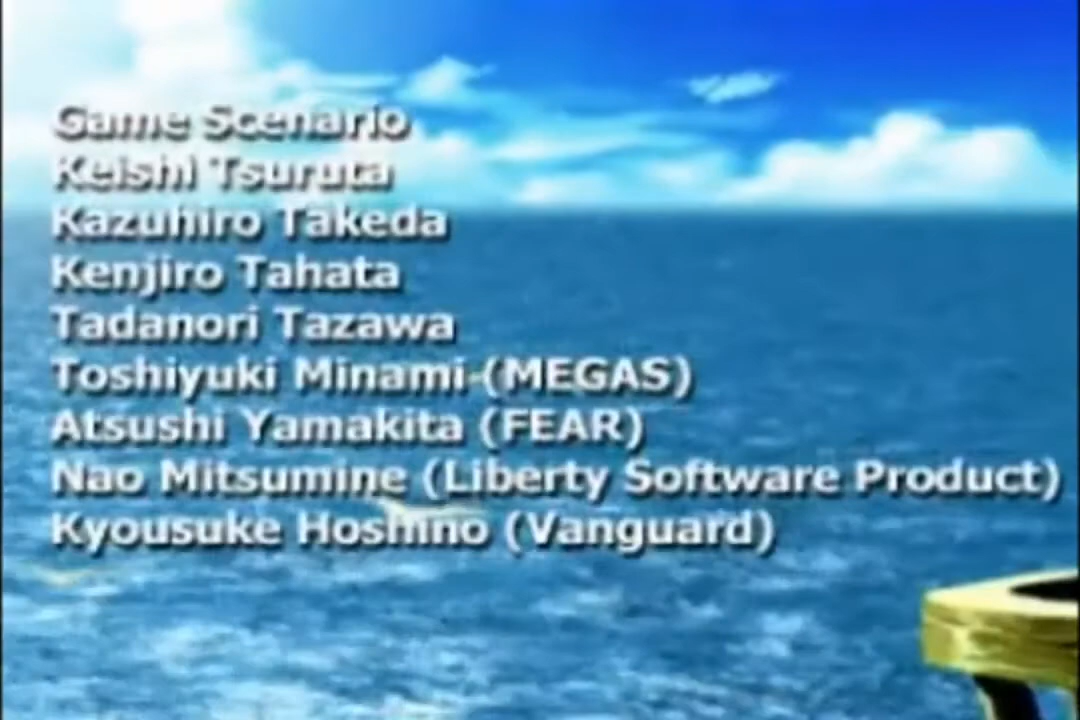 Game Scenario
Keishi Tsuruta
Kazuhiro Takeda
Kenjiro Tahata
Tadanori Tazawa
Toshiyuki Minami (MEGAS)
Atsushi Yamakita (FEAR)
Nao Mitsumine (Liberty Software Product)
Kyousuke Hoshino (Vanguard)